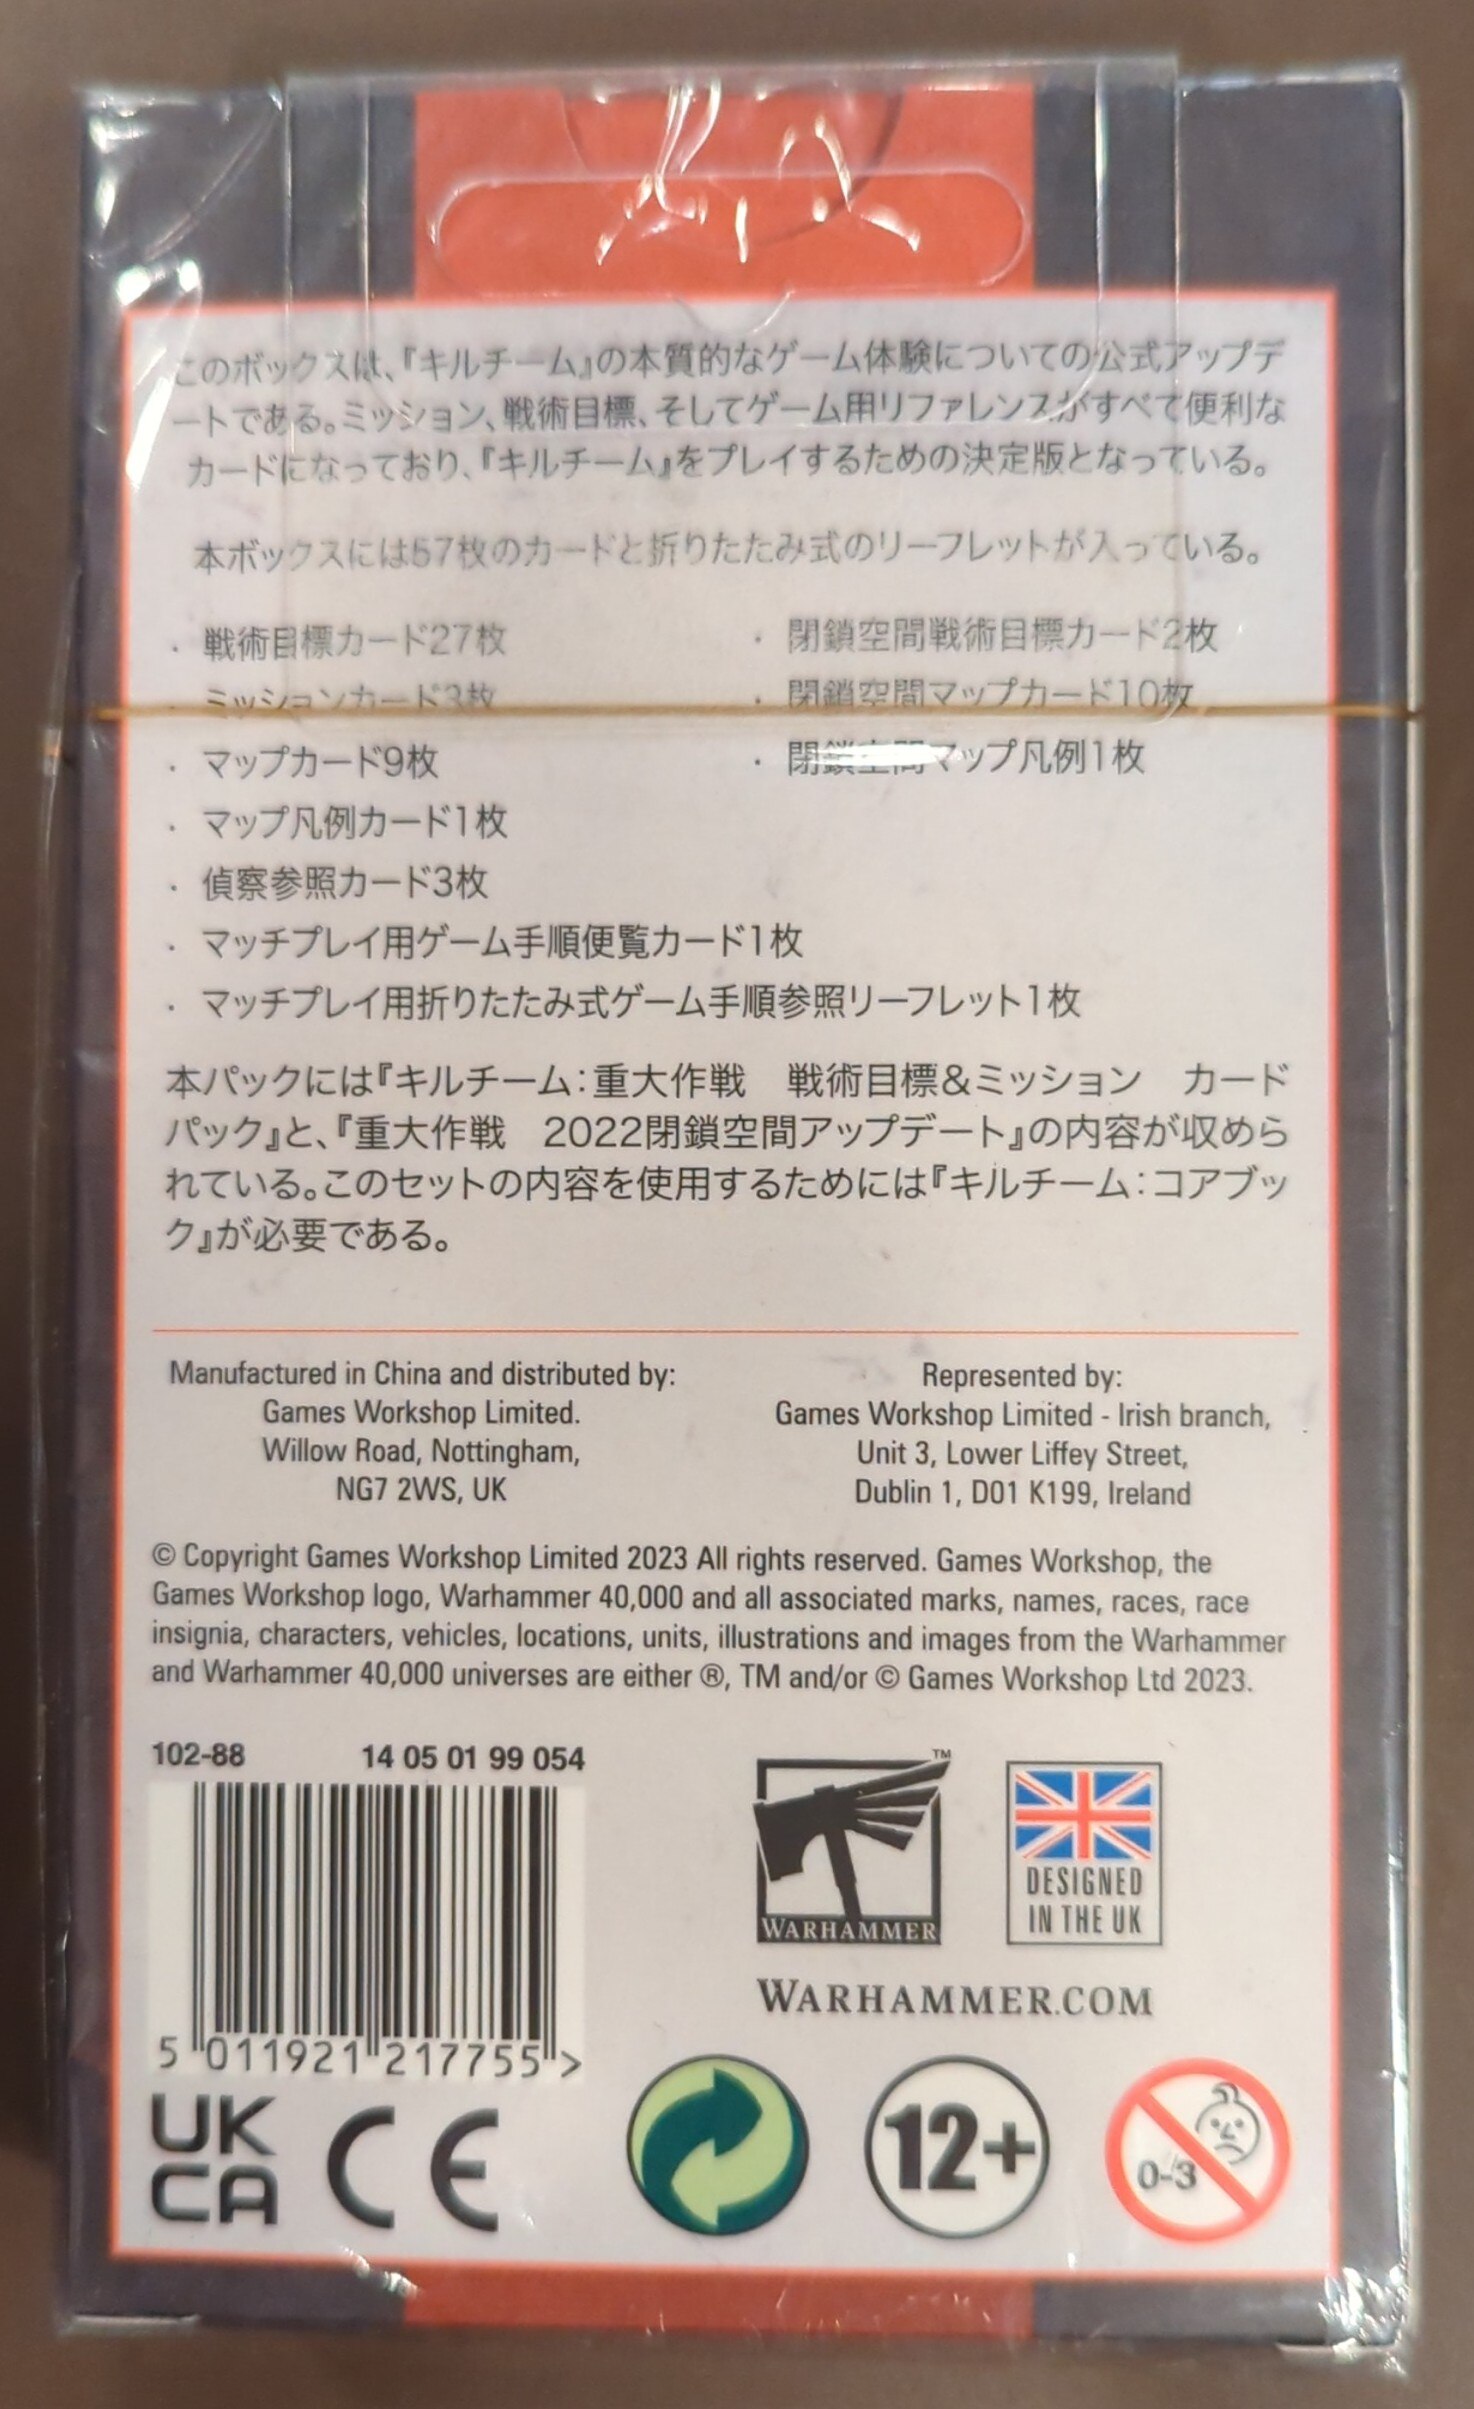 このボックスは、『キルチーム』の本質的なゲーム体験についての公式アップデ
ートである。ミッション、戦術目標、そしてゲーム用リファレンスがすべて便利な
カードになっており、『キルチーム』をプレイするための決定版となっている。
本ボックスには57枚のカードと折りたたみ式のリーフレットが入っている。
・ 戦術目標カード27枚
・ ミッションカード3枚
・ マップカード9枚
・ マップ凡例カード1枚
・ 偵察参照カード3枚
・ マッチプレイ用ゲーム手順便覧カード1枚
・ マッチプレイ用折りたたみ式ゲーム手順参照リーフレット1枚
・ 閉鎖空間戦術目標カード2枚
・ 閉鎖空間マップカード10枚
・ 閉鎖空間マップ凡例1枚
本パックには『キルチーム：重大作戦　戦術目標&ミッション　カード
パック』と、『重大作戦　2022閉鎖空間アップデート』の内容が収めら
れている。このセットの内容を使用するためには『キルチーム：コアブッ
ク』が必要である。
Manufactured in China and distributed by:
Games Workshop Limited.
Willow Road, Nottingham,
NG7 2WS, UK
Represented by:
Games Workshop Limited - Irish branch,
Unit 3, Lower Liffey Street,
Dublin 1, D01 K199, Ireland
© Copyright Games Workshop Limited 2023 All rights reserved. Games Workshop, the
Games Workshop logo, Warhammer 40,000 and all associated marks, names, races, race
insignia, characters, vehicles, locations, units, illustrations and images from the Warhammer
and Warhammer 40,000 universes are either ®, TM and/or © Games Workshop Ltd 2023.
102-88 14 05 01 99 054
5 011921 217755 >
TM
WARHAMMER
DESIGNED
IN THE UK
WARHAMMER.COM
UK
CA
CE
12+
0-3